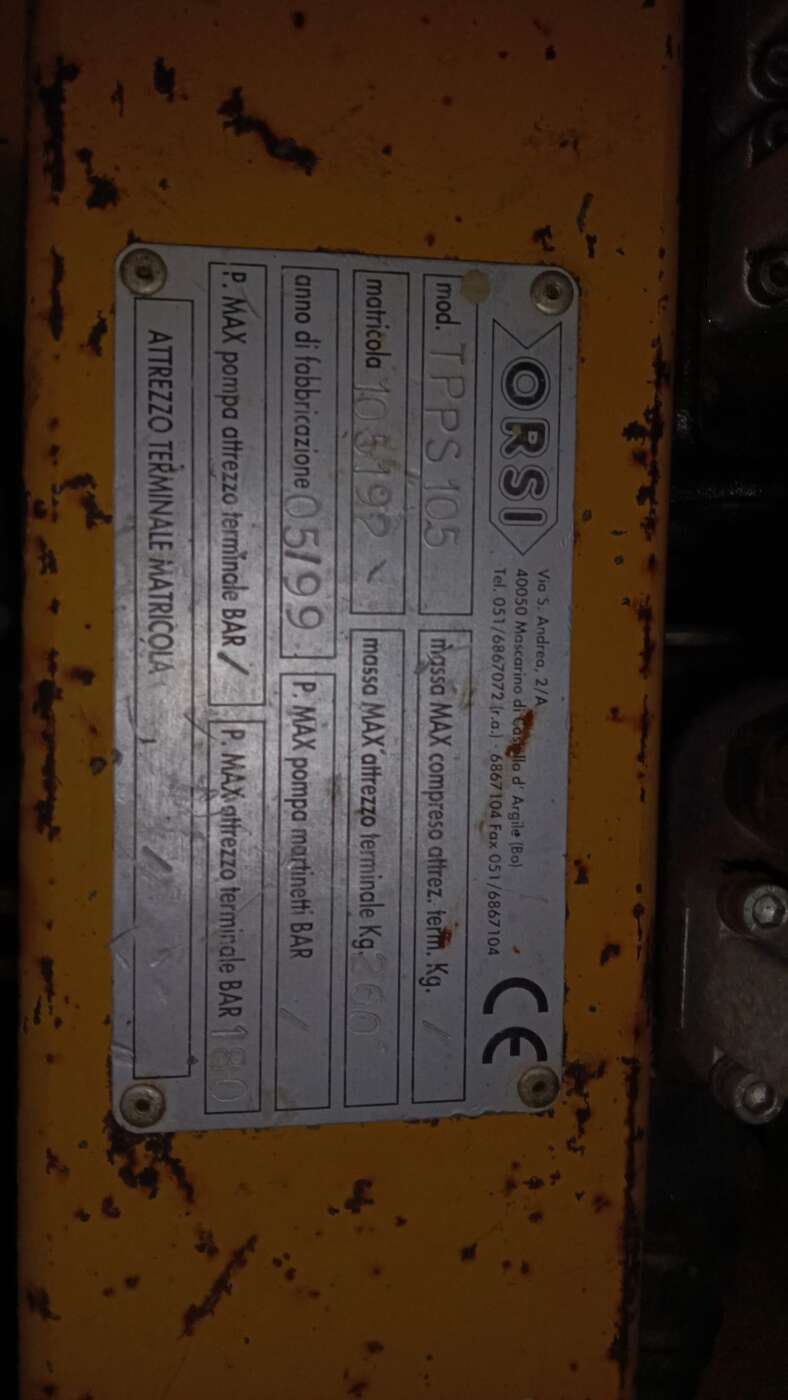 ORSI
Via S. Andrea, 2/A
40050 Mascarino di Castello d' Argile (Bo)
Tel. 051/6867072 (r.a.) - 6867104 Fax 051/6867104
CE
mod. TPPS 105
massa MAX compreso attrez. term. Kg. /
matricola
massa MAX attrezzo terminale Kg. 260
anno di fabbricazione 05/99
P. MAX pompa martinetti BAR /
P. MAX pompa attrezzo terminale BAR /
P. MAX attrezzo terminale BAR 180
ATTREZZO TERMINALE MATRICOLA